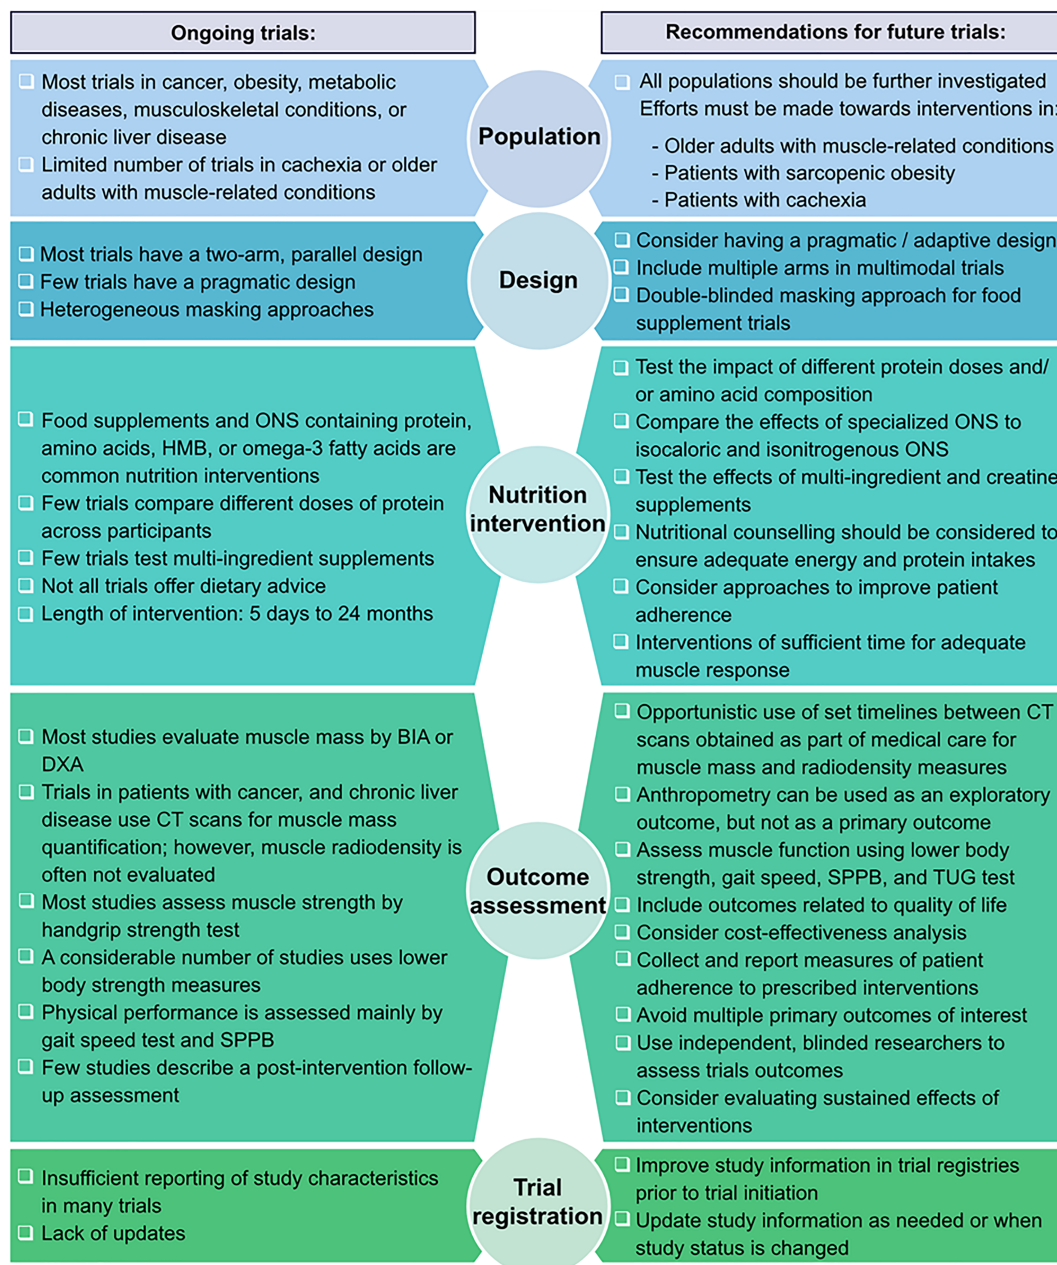 Ongoing trials:
Recommendations for future trials:
Population
Most trials in cancer, obesity, metabolic
diseases, musculoskeletal conditions, or
chronic liver disease
Limited number of trials in cachexia or older
adults with muscle-related conditions
All populations should be further investigated
Efforts must be made towards interventions in:
- Older adults with muscle-related conditions
- Patients with sarcopenic obesity
- Patients with cachexia
Design
Most trials have a two-arm, parallel design
Few trials have a pragmatic design
Heterogeneous masking approaches
Consider having a pragmatic / adaptive design
Include multiple arms in multimodal trials
Double-blinded masking approach for food
supplement trials
Nutrition
intervention
Food supplements and ONS containing protein,
amino acids, HMB, or omega-3 fatty acids are
common nutrition interventions
Few trials compare different doses of protein
across participants
Few trials test multi-ingredient supplements
Not all trials offer dietary advice
Length of intervention: 5 days to 24 months
Test the impact of different protein doses and/
or amino acid composition
Compare the effects of specialized ONS to
isocaloric and isonitrogenous ONS
Test the effects of multi-ingredient and creatine
supplements
Nutritional counselling should be considered to
ensure adequate energy and protein intakes
Consider approaches to improve patient
adherence
Interventions of sufficient time for adequate
muscle response
Outcome
assessment
Most studies evaluate muscle mass by BIA or
DXA
Trials in patients with cancer, and chronic liver
disease use CT scans for muscle mass
quantification; however, muscle radiodensity is
often not evaluated
Most studies assess muscle strength by
handgrip strength test
A considerable number of studies uses lower
body strength measures
Physical performance is assessed mainly by
gait speed test and SPPB
Few studies describe a post-intervention follow-
up assessment
Opportunistic use of set timelines between CT
scans obtained as part of medical care for
muscle mass and radiodensity measures
Anthropometry can be used as an exploratory
outcome, but not as a primary outcome
Assess muscle function using lower body
strength, gait speed, SPPB, and TUG test
Include outcomes related to quality of life
Consider cost-effectiveness analysis
Collect and report measures of patient
adherence to prescribed interventions
Avoid multiple primary outcomes of interest
Use independent, blinded researchers to
assess trials outcomes
Consider evaluating sustained effects of
interventions
Trial
registration
Insufficient reporting of study characteristics
in many trials
Lack of updates
Improve study information in trial registries
prior to trial initiation
Update study information as needed or when
study status is changed